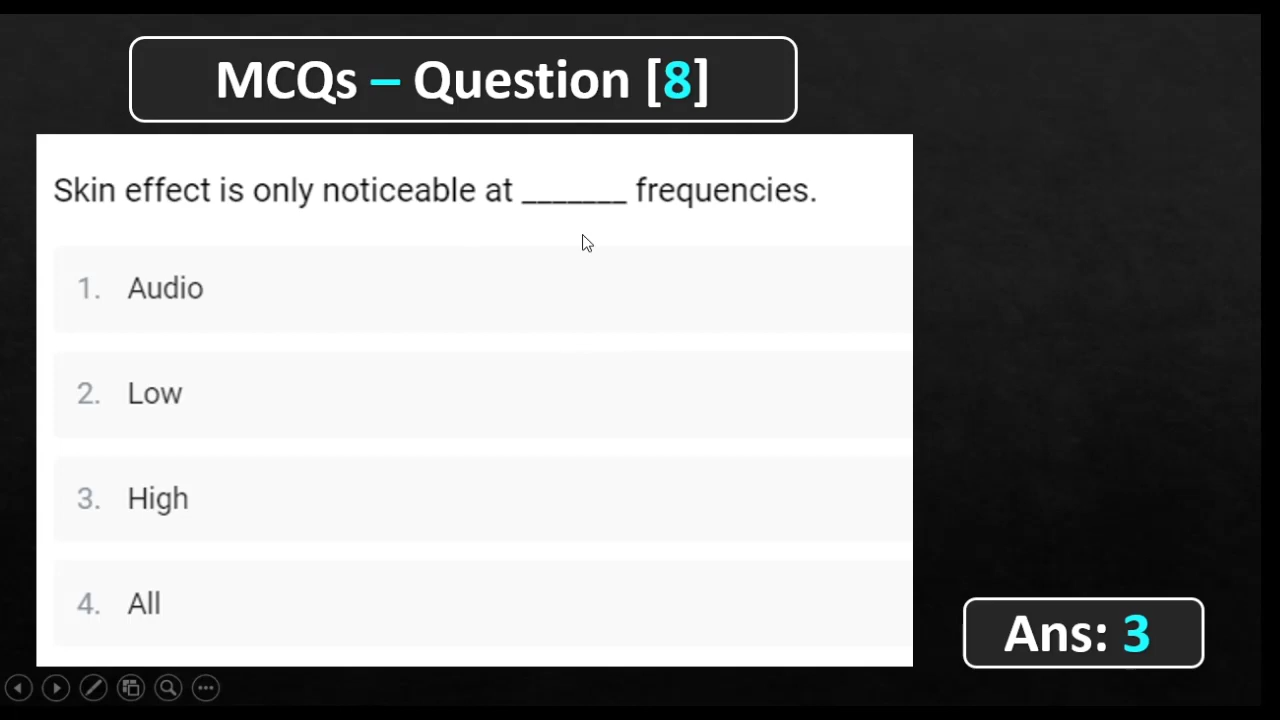 MCQs – Question [8]
Skin effect is only noticeable at _______ frequencies.
1. Audio
2. Low
3. High
4. All
Ans: 3